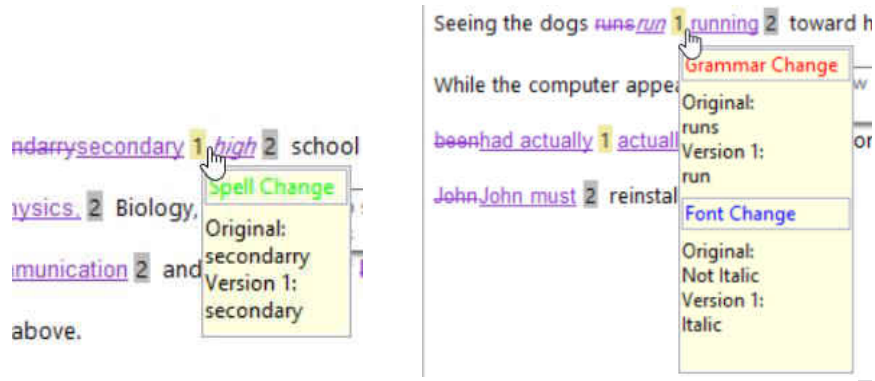 ndarrysecondary 1 high 2 school
Spell Change
ysics, 2 Biology,
Original:
secondarry
munication 2 and
Version 1:
secondary
above.
Seeing the dogs runsrun 1 running 2 toward h
Grammar Change
While the computer appea
w
Original:
runs
beenhad actually 1 actuall
or
Version 1:
run
JohnJohn must 2 reinstal
Font Change
Original:
Not Italic
Version 1:
Italic